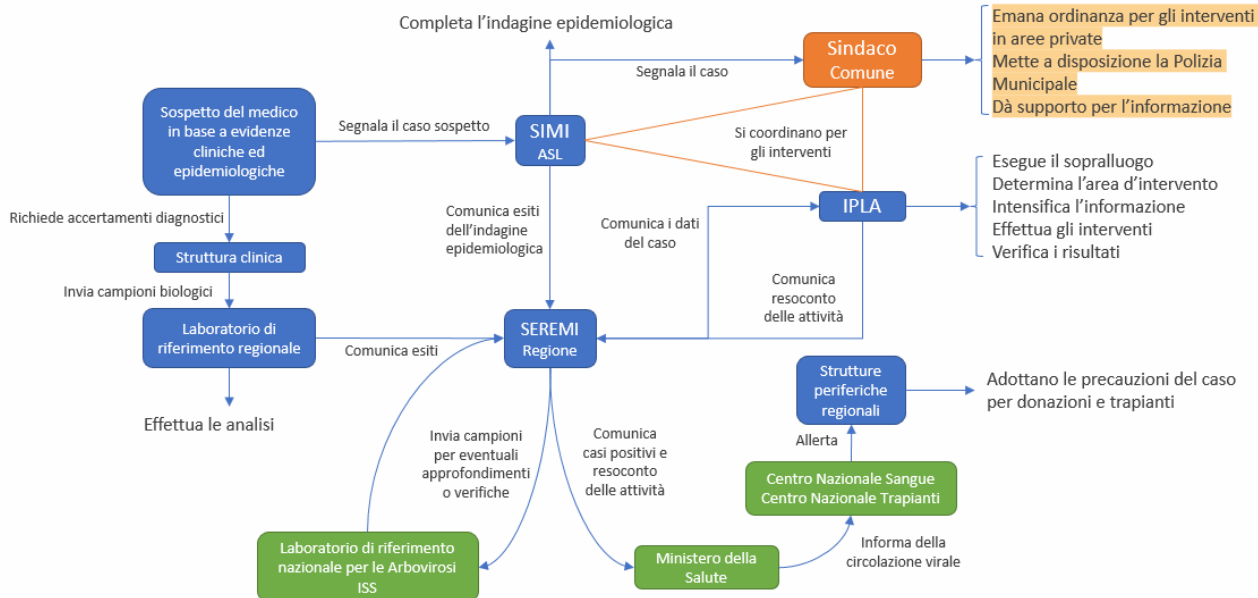 Completa l’indagine epidemiologica
Sindaco
Comune
Emana ordinanza per gli interventi
in aree private
Mette a disposizione la Polizia
Municipale
Dà supporto per l’informazione
Segnala il caso
Sospetto del medico
in base a evidenze
cliniche ed
epidemiologiche
Segnala il caso sospetto
SIMI
ASL
Si coordinano per
gli interventi
Esegue il sopralluogo
Determina l’area d’intervento
Intensifica l’informazione
Effettua gli interventi
Verifica i risultati
IPLA
Richiede accertamenti diagnostici
Comunica esiti
dell’indagine
epidemiologica
Comunica i dati
del caso
Struttura clinica
Invia campioni biologici
Comunica
resoconto
delle attività
Laboratorio di
riferimento regionale
Comunica esiti
SEREMI
Regione
Strutture
periferiche
regionali
Adottano le precauzioni del caso
per donazioni e trapianti
Effettua le analisi
Invia campioni
per eventuali
approfondimenti
o verifiche
Comunica
casi positivi e
resoconto
delle attività
Allerta
Centro Nazionale Sangue
Centro Nazionale Trapianti
Laboratorio di riferimento
nazionale per le Arbovirosi
ISS
Ministero della
Salute
Informa della
circolazione virale